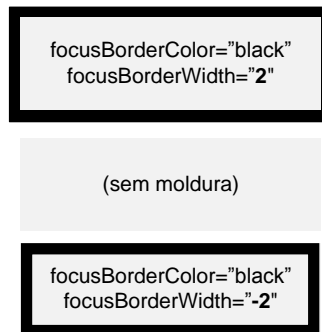 focusBorderColor=”black”
focusBorderWidth=”2"
(sem moldura)
focusBorderColor=”black”
focusBorderWidth=”-2"